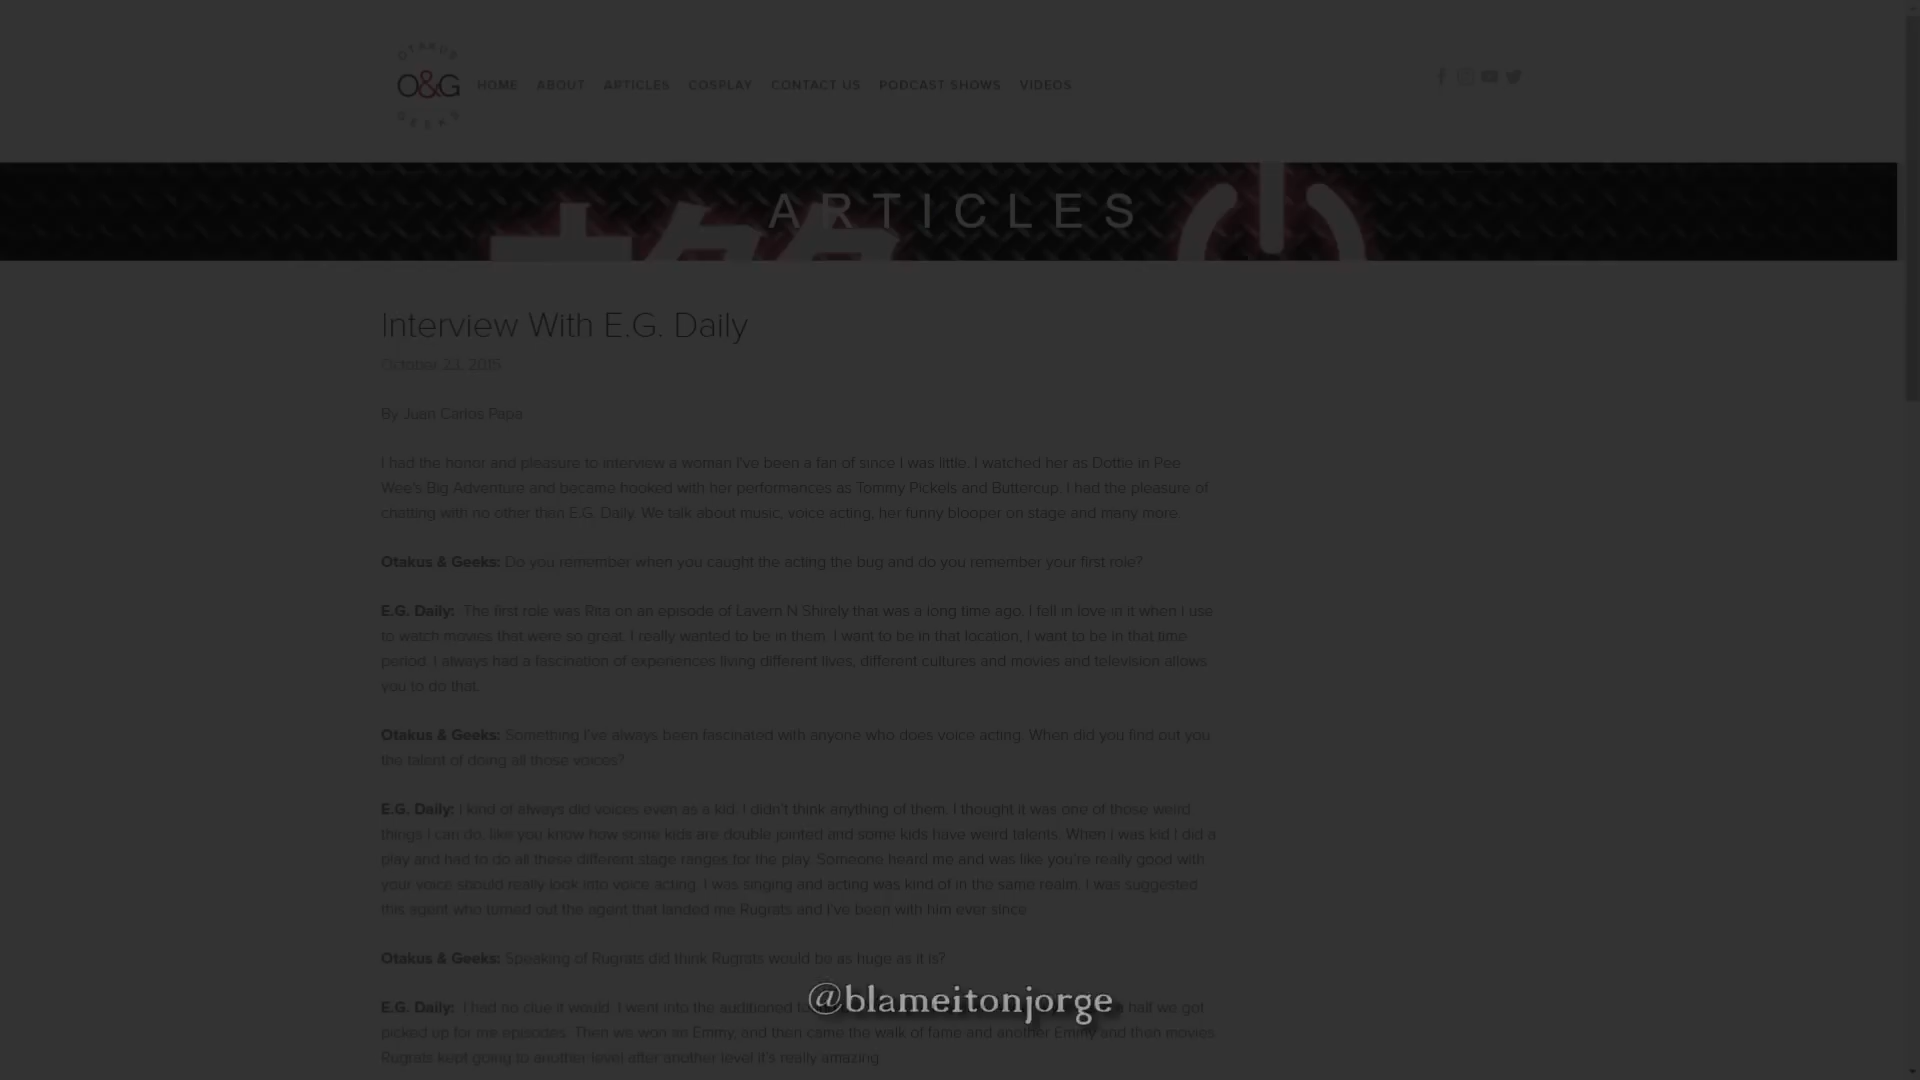 OTAKUS
O&G
GEEKS
HOME ABOUT ARTICLES COSPLAY CONTACT US PODCAST SHOWS VIDEOS
ARTICLES
Interview With E.G. Daily
October 23, 2015
By Juan Carlos Papa
I had the honor and pleasure to interview a woman I've been a fan of since I was little. I watched her as Dottie in Pee
Wee's Big Adventure and became hooked with her performances as Tommy Pickels and Buttercup. I had the pleasure of
chatting with no other than E.G. Daily. We talk about music, voice acting, her funny blooper on stage and many more.
Otakus & Geeks: Do you remember when you caught the acting the bug and do you remember your first role?
E.G. Daily: The first role was Rita on an episode of Lavern N Shirely that was a long time ago. I fell in love in it when I use
to watch movies that were so great. I really wanted to be in them. I want to be in that location, I want to be in that time
period. I always had a fascination of experiences living different lives, different cultures and movies and television allows
you to do that.
Otakus & Geeks: Something I've always been fascinated with anyone who does voice acting. When did you find out you
the talent of doing all those voices?
E.G. Daily: I kind of always did voices even as a kid. I didn't think anything of them. I thought it was one of those weird
things I can do, like you know how some kids are double jointed and some kids have weird talents. When I was kid I did a
play and had to do all these different stage ranges for the play. Someone heard me and was like you're really good with
your voice should really look into voice acting. I was singing and acting was kind of in the same realm. I was suggested
this agent who turned out the agent that landed me Rugrats and I've been with him ever since
Otakus & Geeks: Speaking of Rugrats did think Rugrats would be as huge as it is?
E.G. Daily: I had no clue it would. I went into the auditioned half we got
picked up for me episodes. Then we won an Emmy, and then came the walk of fame and another Emmy and then movies
Rugrats kept going to another level after another level it's really amazing
@blameitonjorge